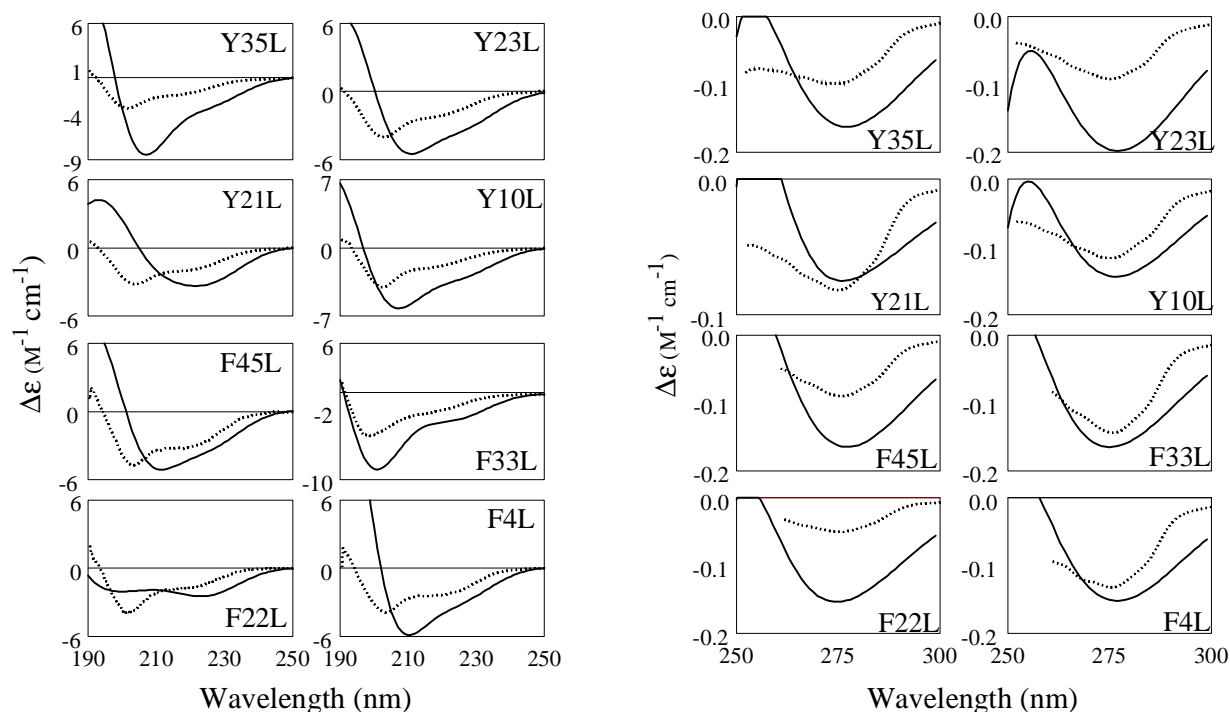 6
1
-4
-9
Y35L
6
0
-6
Y23L
6
0
-6
Y21L
7
0
-7
Y10L
6
0
-6
F45L
6
-2
-10
F33L
6
0
-6
F22L
6
0
-6
F4L
190 210 230 250
190 210 230 250
Wavelength (nm)
Δε (M⁻¹ cm⁻¹)
0.0
-0.1
-0.2
Y35L
0.0
-0.1
-0.2
Y23L
0.0
-0.1
Y21L
0.0
-0.1
-0.2
Y10L
0.0
-0.1
-0.2
F45L
0.0
-0.1
-0.2
F33L
0.0
-0.1
-0.2
F22L
0.0
-0.1
-0.2
F4L
250 275 300
250 275 300
Wavelength (nm)
Δε (M⁻¹ cm⁻¹)